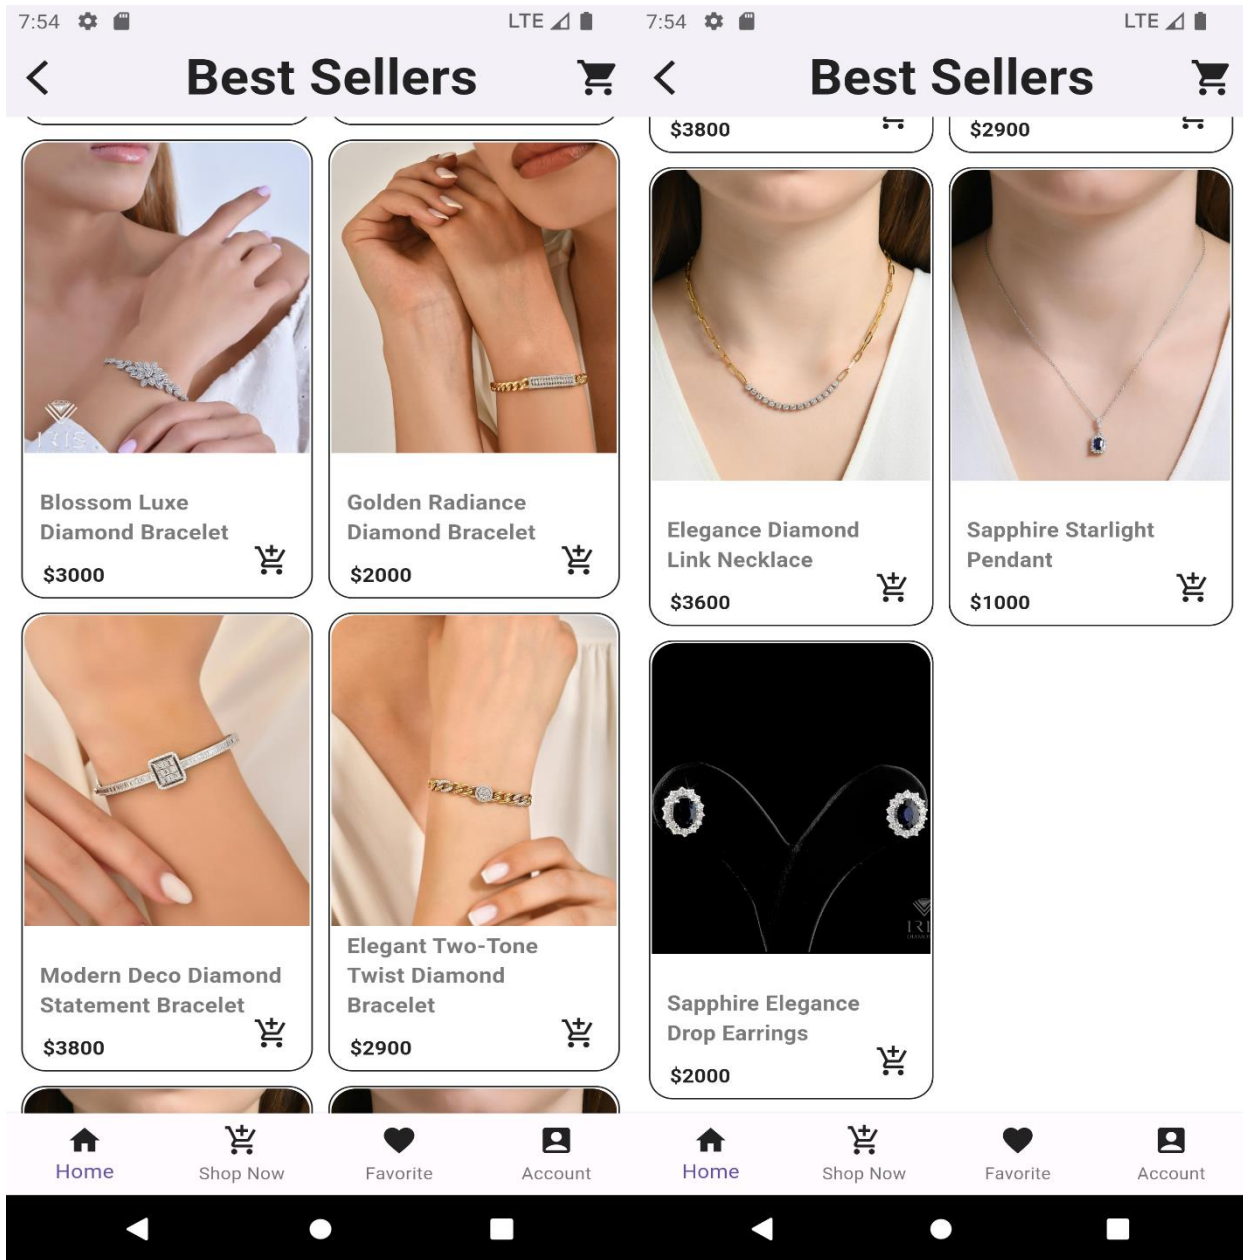 7:54
LTE
Best Sellers
Blossom Luxe
Diamond Bracelet
$3000
Golden Radiance
Diamond Bracelet
$2000
Modern Deco Diamond
Statement Bracelet
$3800
Elegant Two-Tone
Twist Diamond
Bracelet
$2900
Home
Shop Now
Favorite
Account
7:54
LTE
Best Sellers
$3800
$2900
Elegance Diamond
Link Necklace
$3600
Sapphire Starlight
Pendant
$1000
Sapphire Elegance
Drop Earrings
$2000
Home
Shop Now
Favorite
Account